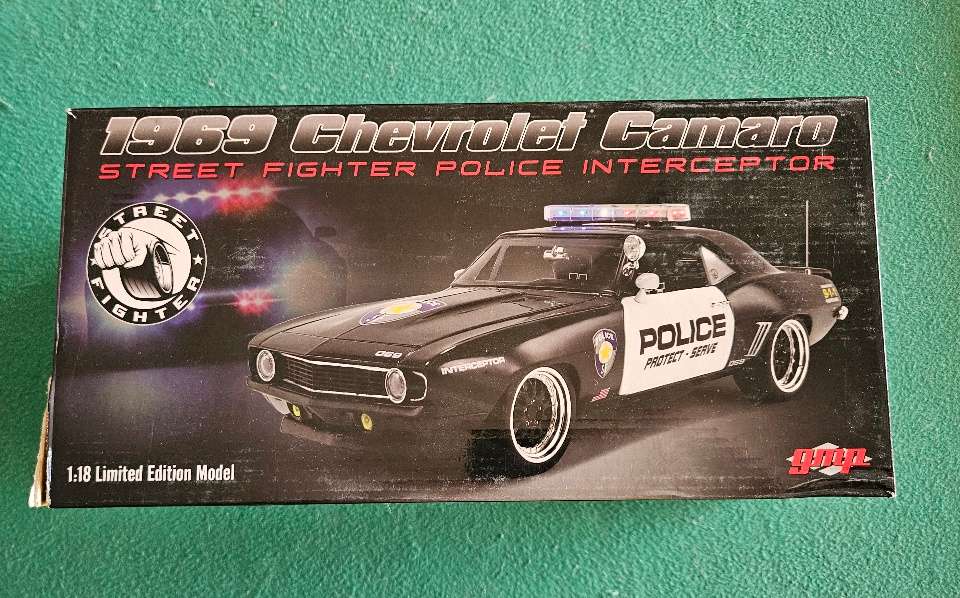 1969 Chevrolet Camaro
STREET FIGHTER POLICE INTERCEPTOR
STREET
FIGHTER
069
INTERCEPTOR
POLICE
PROTECT - SERVE
1:18 Limited Edition Model
gmp